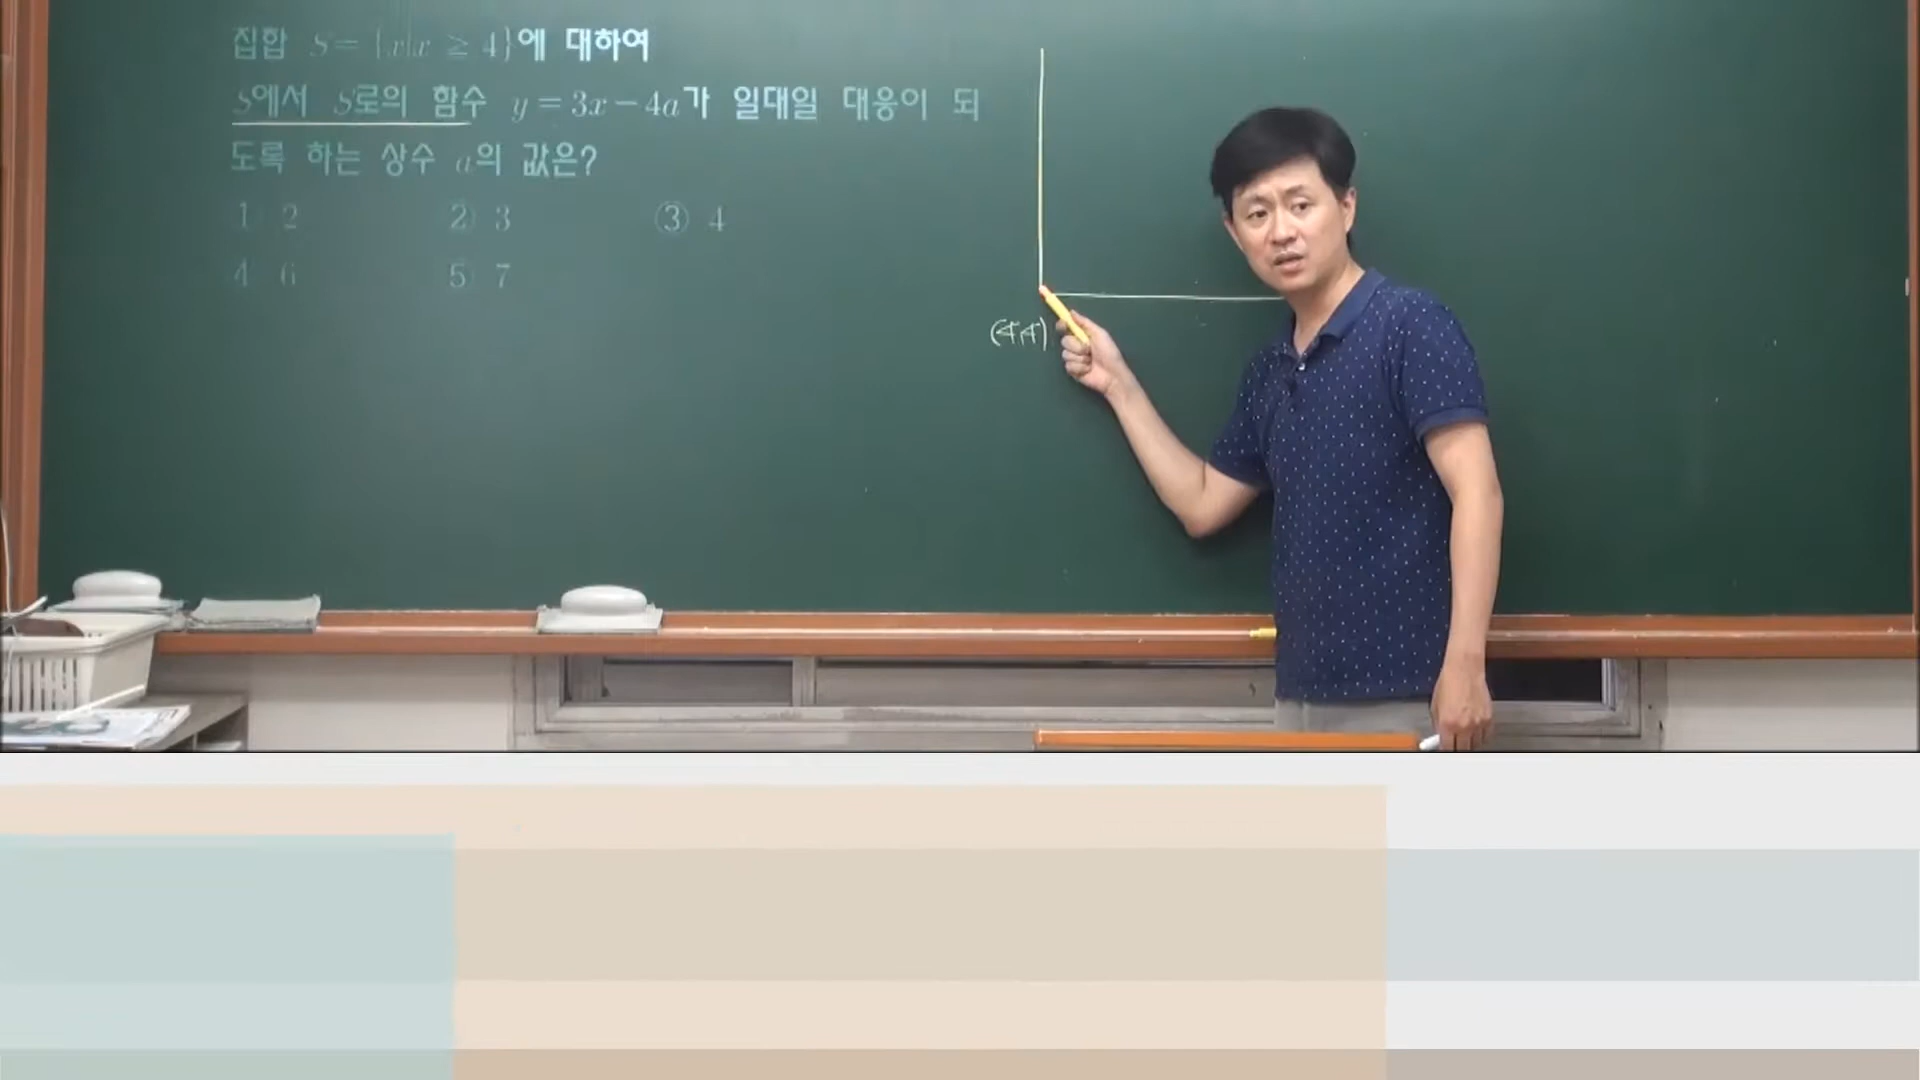 집합 S = {x|x ≥ 4}에 대하여
S에서 S로의 함수 y = 3x − 4a가 일대일 대응이 되
도록 하는 상수 a의 값은?
① 2 ② 3 ③ 4
④ 6 ⑤ 7
(4,4)